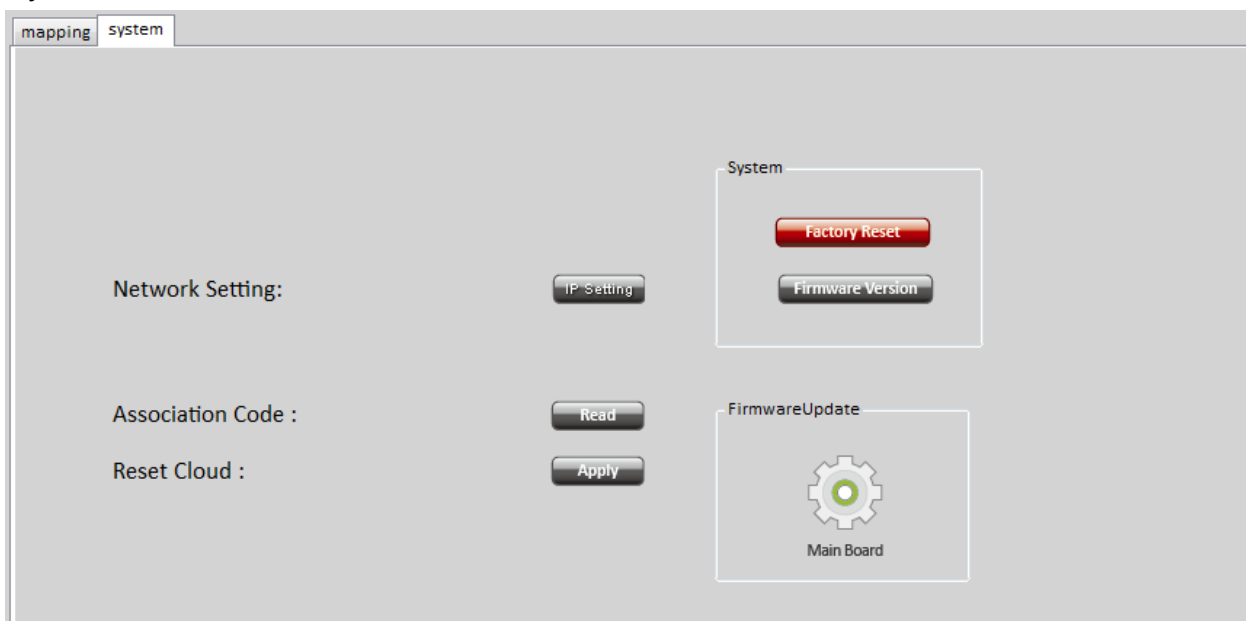 mapping system
System
Factory Reset
Network Setting: IP Setting Firmware Version
Association Code : Read FirmwareUpdate
Reset Cloud : Apply
Main Board